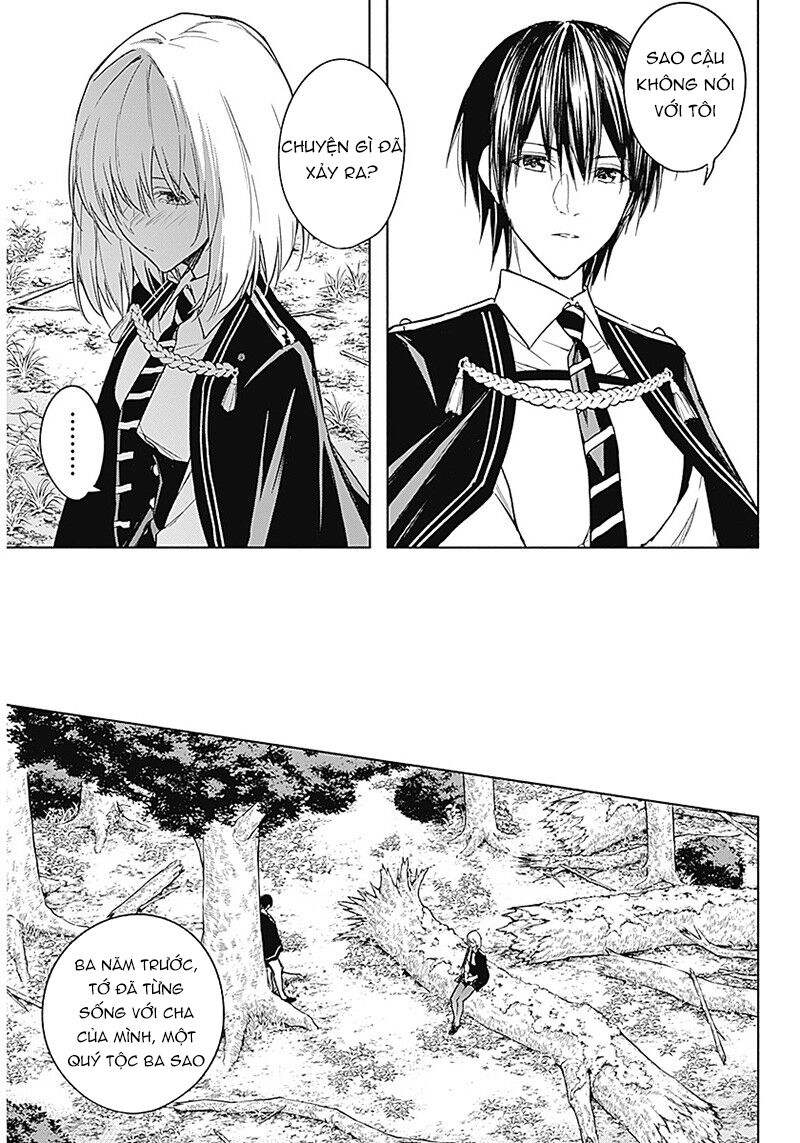 SAO CẬU
KHÔNG NÓI
VỚI TÔI
CHUYỆN GÌ ĐÃ
XẢY RA?
.........
BA NĂM TRƯỚC,
TỚ ĐÃ TỪNG
SỐNG VỚI CHA
CỦA MÌNH, MỘT
QUÝ TỘC BA SAO